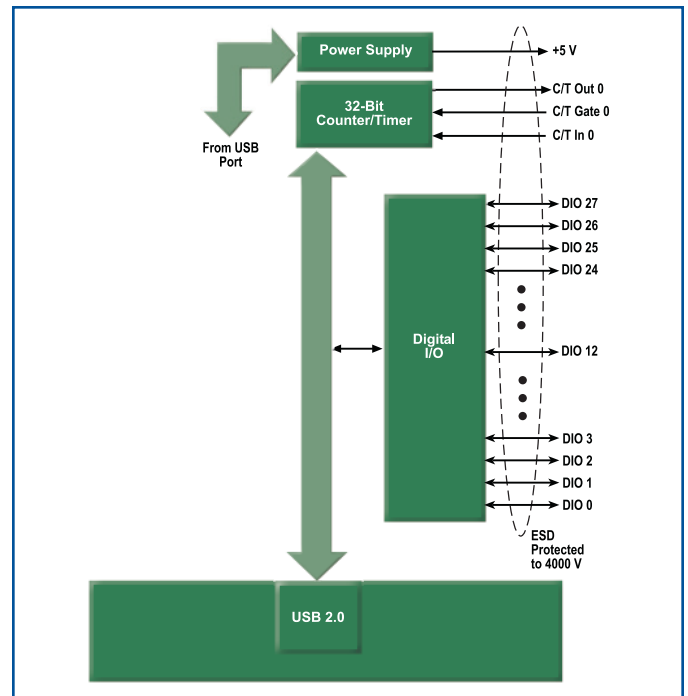 Power Supply
+5 V
32-Bit
Counter/Timer
C/T Out 0
C/T Gate 0
C/T In 0
From USB
Port
DIO 27
DIO 26
DIO 25
DIO 24
Digital
I/O
DIO 12
DIO 3
DIO 2
DIO 1
DIO 0
ESD
Protected
to 4000 V
USB 2.0